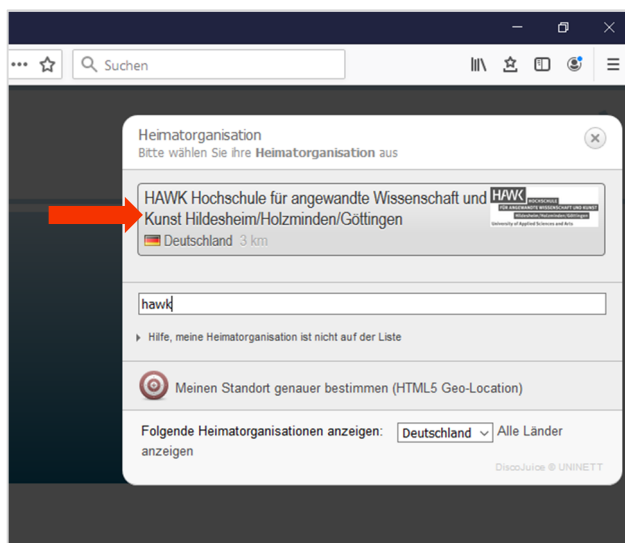 Suchen
Heimatorganisation
Bitte wählen Sie ihre Heimatorganisation aus
HAWK Hochschule für angewandte Wissenschaft und
Kunst Hildesheim/Holzminden/Göttingen
Deutschland 3 km
HAWK HOCHSCHULE
FÜR ANGEWANDTE WISSENSCHAFT UND KUNST
Hildesheim/Holzminden/Göttingen
University of Applied Sciences and Arts
hawk
Hilfe, meine Heimatorganisation ist nicht auf der Liste
Meinen Standort genauer bestimmen (HTML5 Geo-Location)
Folgende Heimatorganisationen anzeigen: Deutschland Alle Länder
anzeigen
DiscoJuice © UNINETT